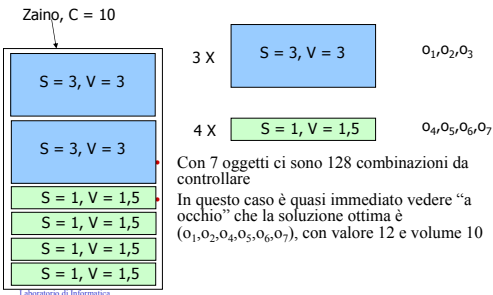 Zaino, C = 10
S = 3, V = 3
S = 3, V = 3
S = 1, V = 1,5
S = 1, V = 1,5
S = 1, V = 1,5
S = 1, V = 1,5
Laboratorio di Informatica
3 X
S = 3, V = 3
o₁,o₂,o₃
4 X
S = 1, V = 1,5
o₄,o₅,o₆,o₇
• Con 7 oggetti ci sono 128 combinazioni da
controllare
• In questo caso è quasi immediato vedere “a
occhio” che la soluzione ottima è
(o₁,o₂,o₄,o₅,o₆,o₇), con valore 12 e volume 10